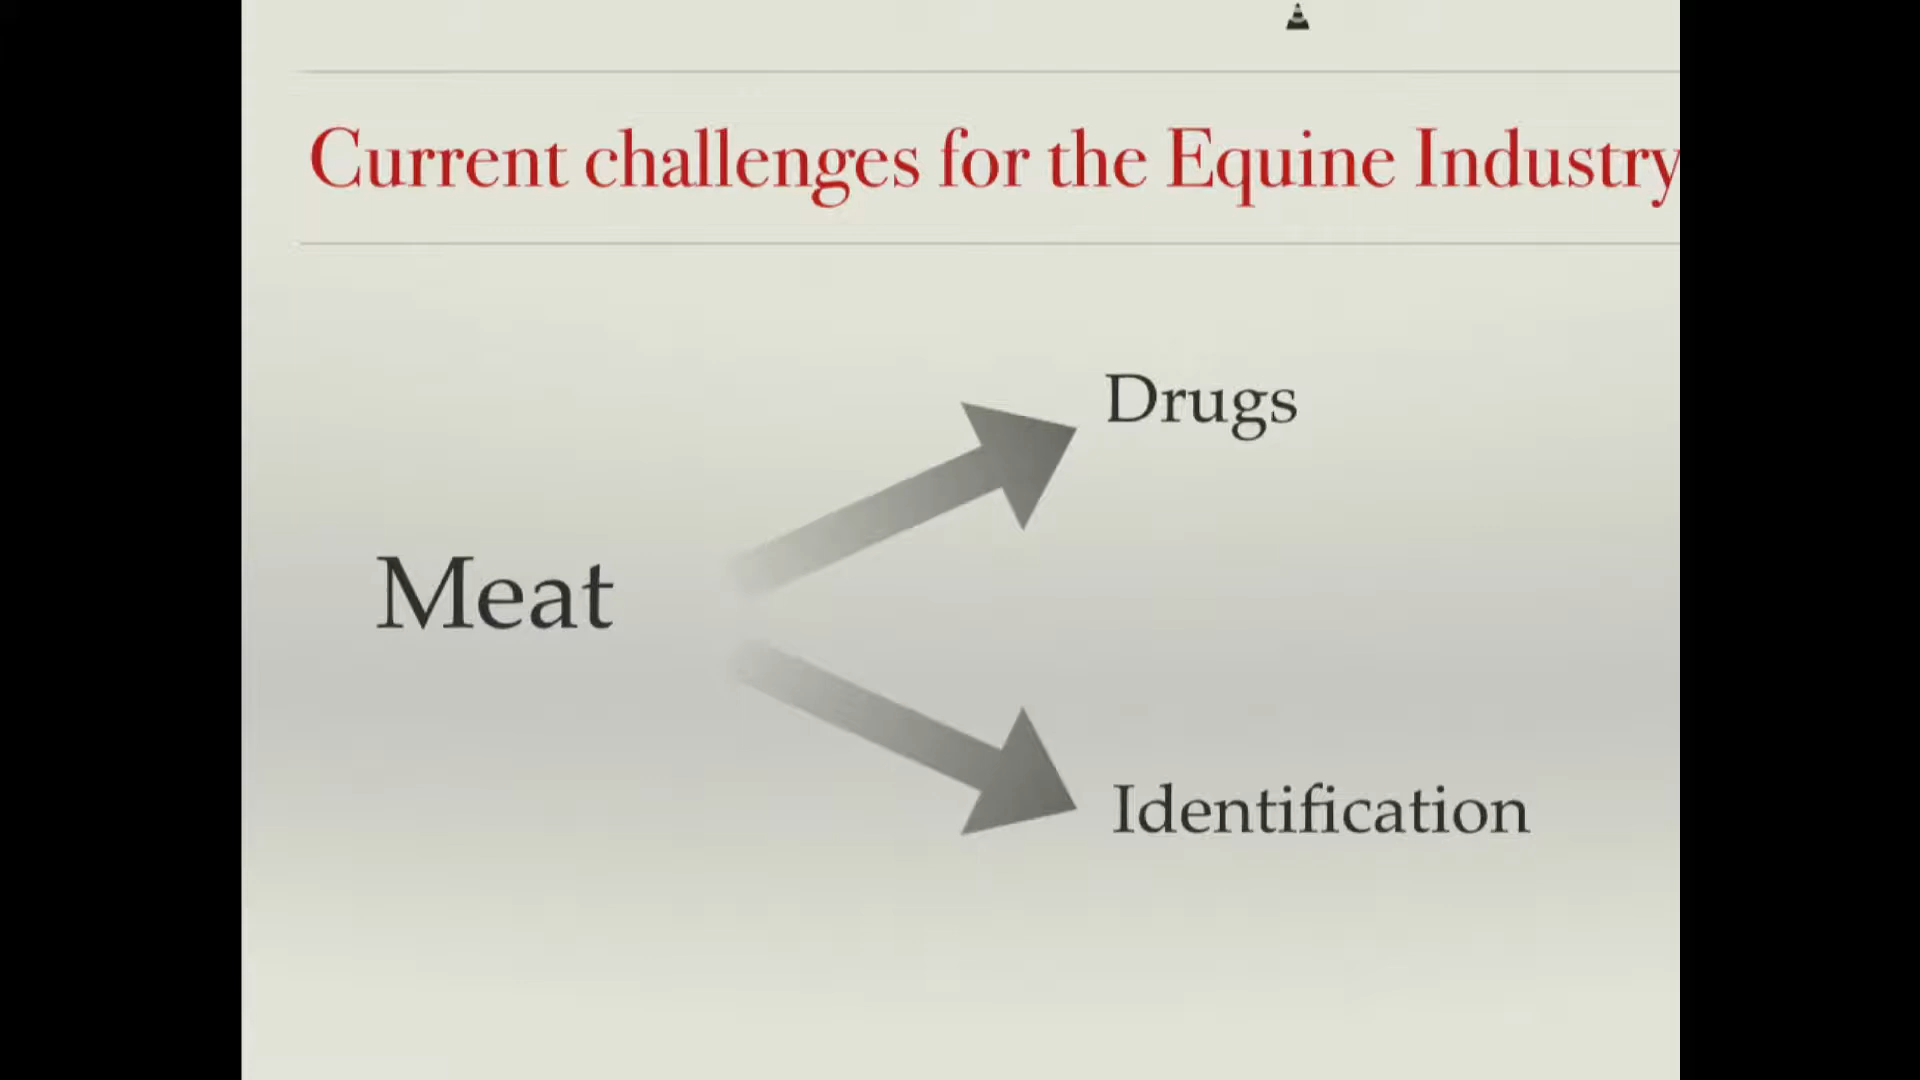 Current challenges for the Equine Industry
Drugs
Meat
Identification